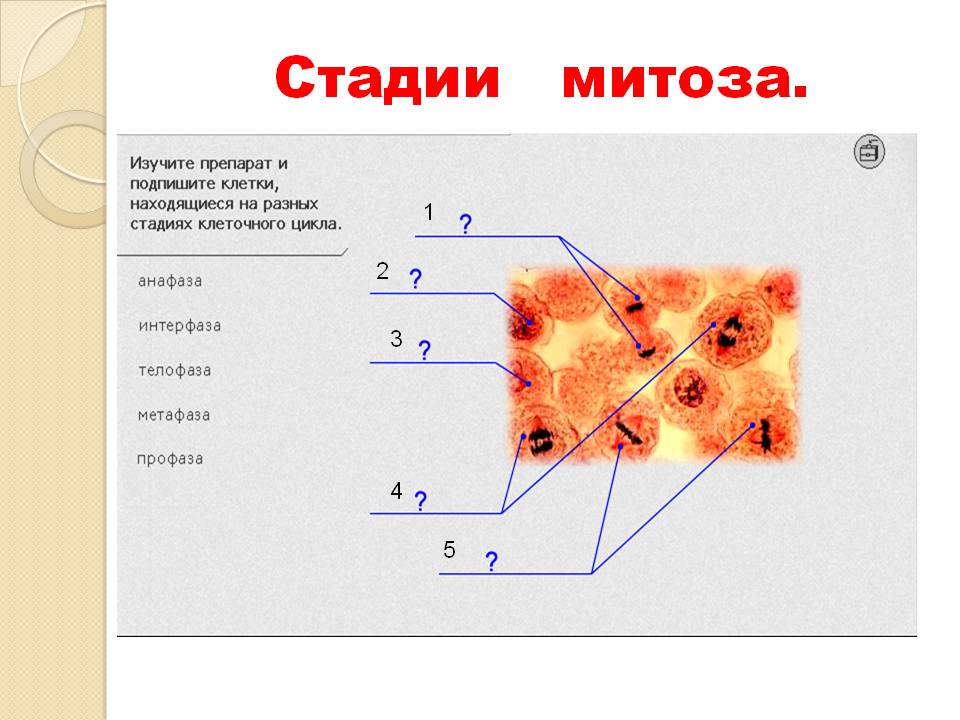 Стадии митоза.
Изучите препарат и
подпишите клетки,
находящиеся на разных
стадиях клеточного цикла.
анафаза
интерфаза
телофаза
метафаза
профаза
1 ?
2 ?
3 ?
4 ?
5 ?